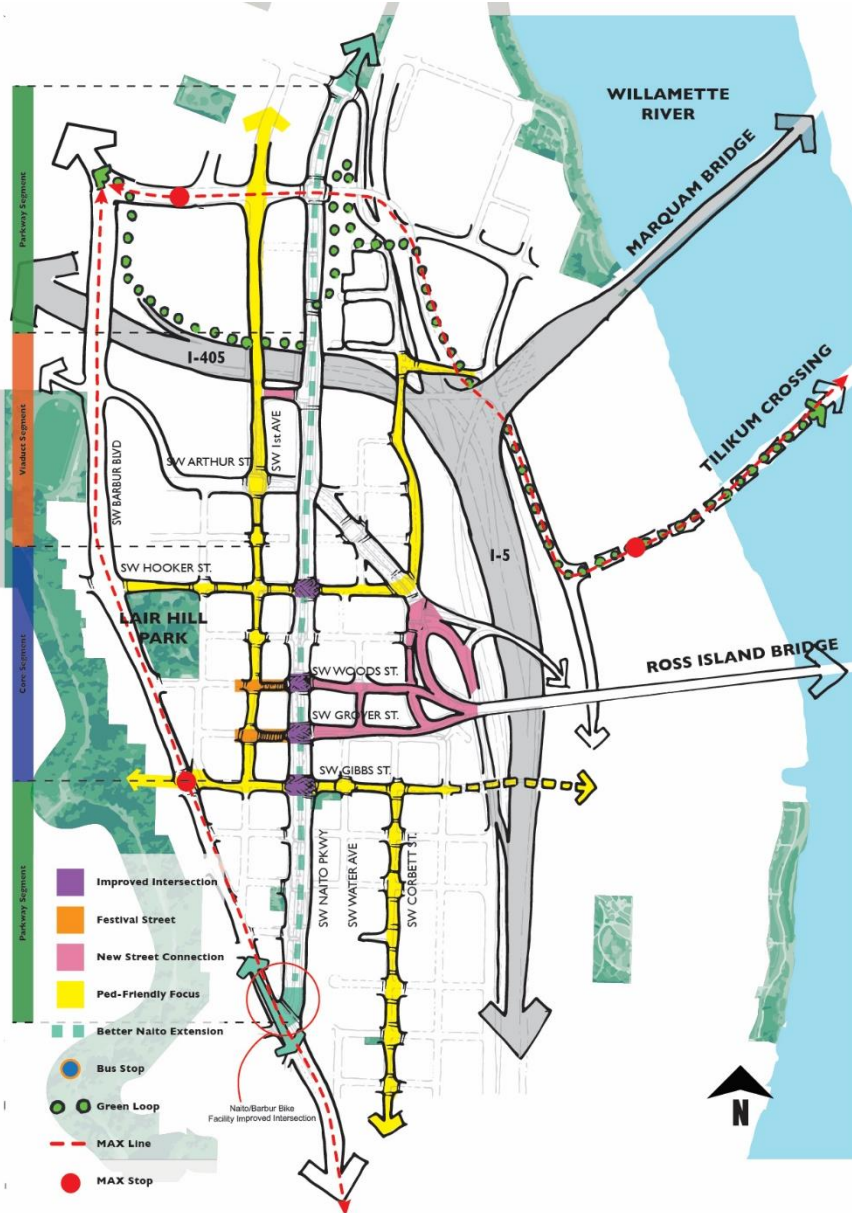 WILLAMETTE
RIVER
MARQUAM BRIDGE
TILIKUM CROSSING
ROSS ISLAND BRIDGE
I-405
I-5
SW 1st AVE
SW ARTHUR ST.
SW BARBUR BLVD
SW HOOKER ST.
LAIR HILL
PARK
SW WOODS ST.
SW GROVER ST.
SW GIBBS ST.
SW NAITO PKWY
SW WATER AVE
SW CORBETT ST.
Parkway Segment
Viaduct Segment
Core Segment
Parkway Segment
Improved Intersection
Festival Street
New Street Connection
Ped-Friendly Focus
Better Naito Extension
Bus Stop
Green Loop
MAX Line
MAX Stop
Naito/Barbur Bike
Facility Improved Intersection
N